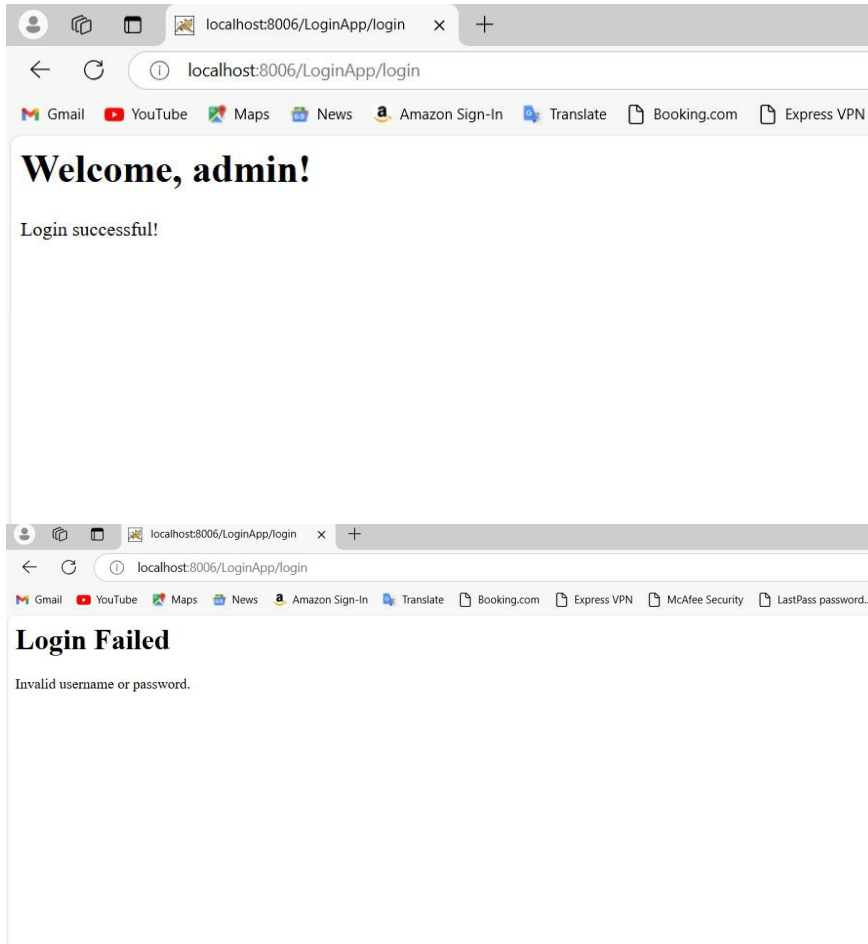 localhost:8006/LoginApp/login
localhost:8006/LoginApp/login
Gmail YouTube Maps News Amazon Sign-In Translate Booking.com Express VPN
Welcome, admin!
Login successful!
localhost:8006/LoginApp/login
localhost:8006/LoginApp/login
Gmail YouTube Maps News Amazon Sign-In Translate Booking.com Express VPN McAfee Security LastPass password...
Login Failed
Invalid username or password.